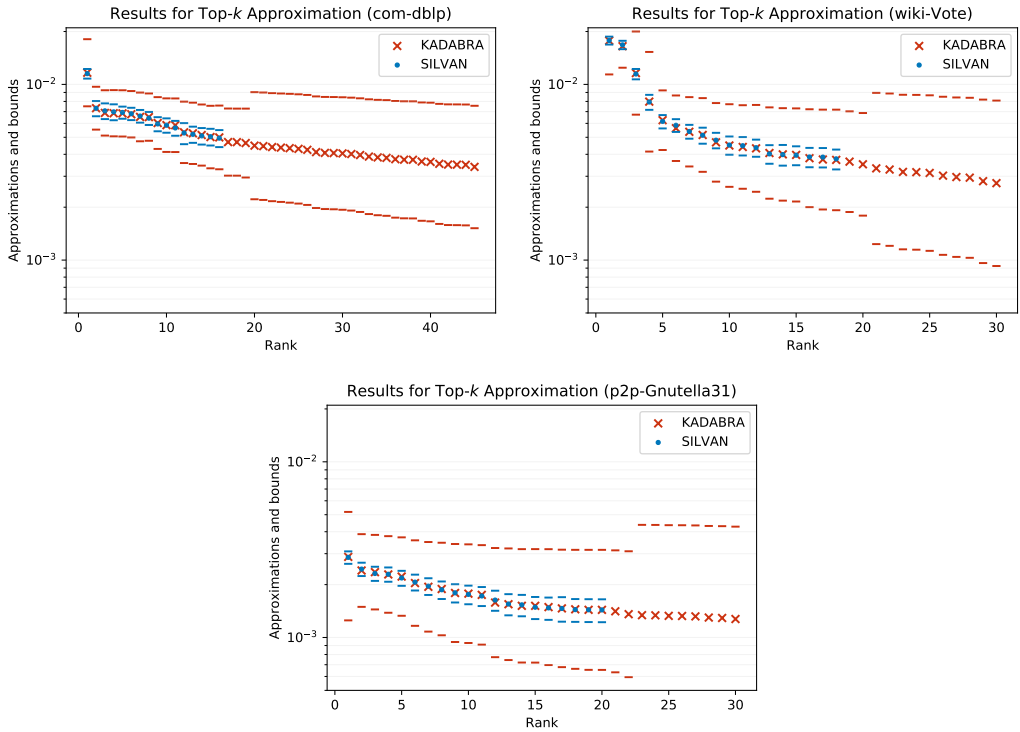 Results for Top-k Approximation (com-dblp)
Approximations and bounds
10⁻²
10⁻³
KADABRA
SILVAN
0 10 20 30 40
Rank
Results for Top-k Approximation (wiki-Vote)
Approximations and bounds
10⁻²
10⁻³
KADABRA
SILVAN
0 5 10 15 20 25 30
Rank
Results for Top-k Approximation (p2p-Gnutella31)
Approximations and bounds
10⁻²
10⁻³
KADABRA
SILVAN
0 5 10 15 20 25 30
Rank